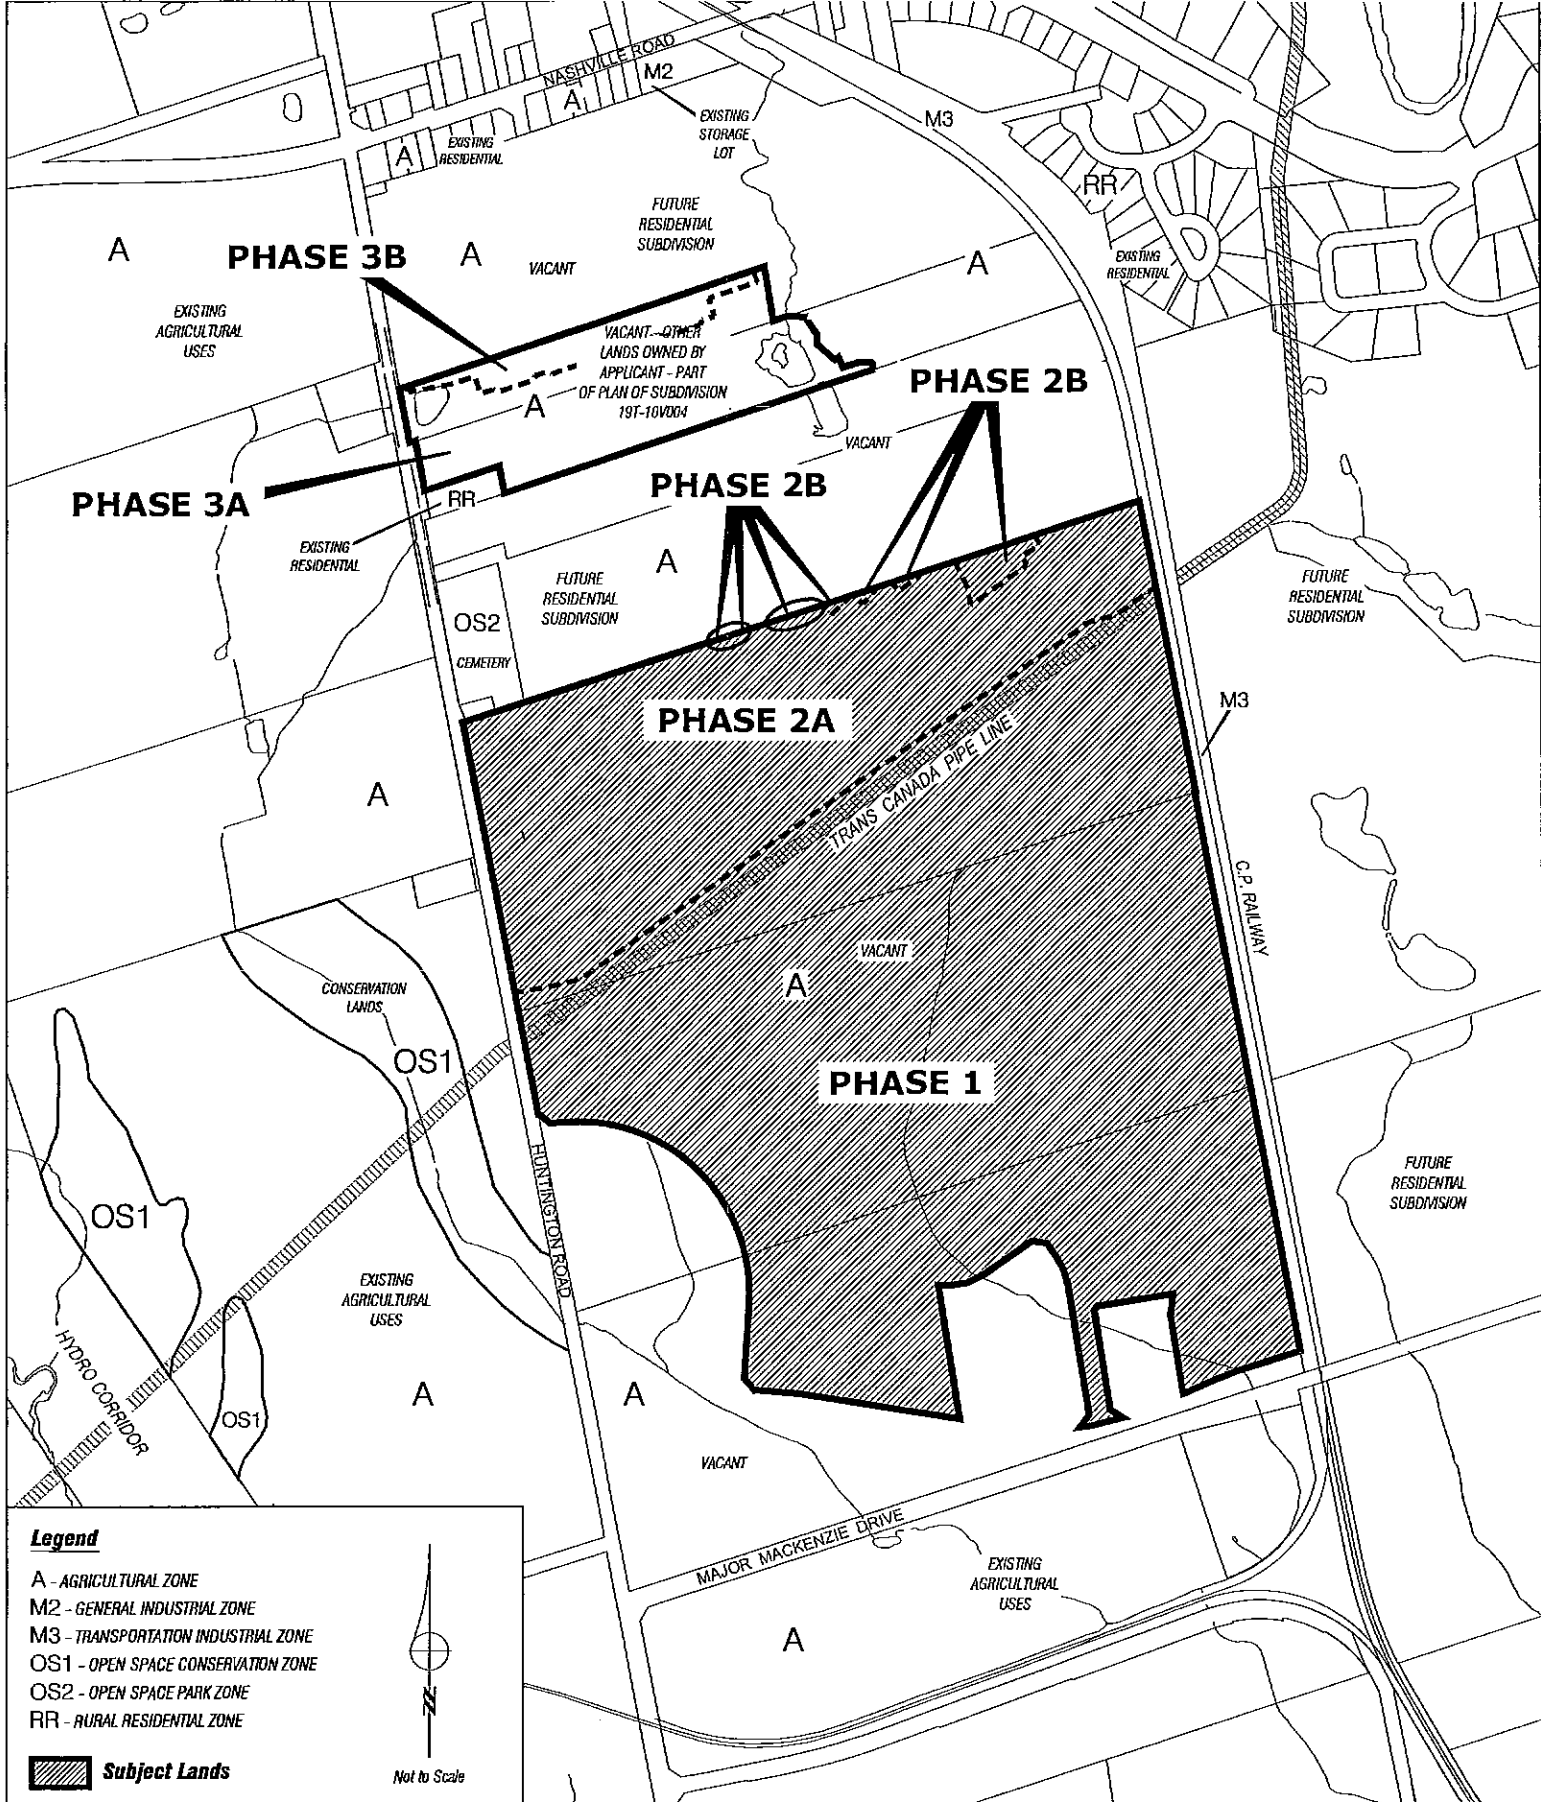 NASHVILLE ROAD
M2
A
EXISTING
STORAGE
LOT
M3
A
EXISTING
RESIDENTIAL
RR
FUTURE
RESIDENTIAL
SUBDIVISION
A
PHASE 3B
A
VACANT
A
EXISTING
RESIDENTIAL
EXISTING
AGRICULTURAL
USES
VACANT - OTHER
LANDS OWNED BY
APPLICANT - PART
OF PLAN OF SUBDIVISION
19T-10V004
A
PHASE 2B
VACANT
PHASE 3A
RR
PHASE 2B
EXISTING
RESIDENTIAL
A
FUTURE
RESIDENTIAL
SUBDIVISION
FUTURE
RESIDENTIAL
SUBDIVISION
OS2
CEMETERY
PHASE 2A
M3
TRANS CANADA PIPE LINE
A
C.P. RAILWAY
VACANT
A
CONSERVATION
LANDS
OS1
PHASE 1
HUNTINGTON ROAD
FUTURE
RESIDENTIAL
SUBDIVISION
OS1
EXISTING
AGRICULTURAL
USES
HYDRO CORRIDOR
A
A
OS1
VACANT
MAJOR MACKENZIE DRIVE
EXISTING
AGRICULTURAL
USES
A
Legend
A - AGRICULTURAL ZONE
M2 - GENERAL INDUSTRIAL ZONE
M3 - TRANSPORTATION INDUSTRIAL ZONE
OS1 - OPEN SPACE CONSERVATION ZONE
OS2 - OPEN SPACE PARK ZONE
RR - RURAL RESIDENTIAL ZONE
Subject Lands
N
Not to Scale